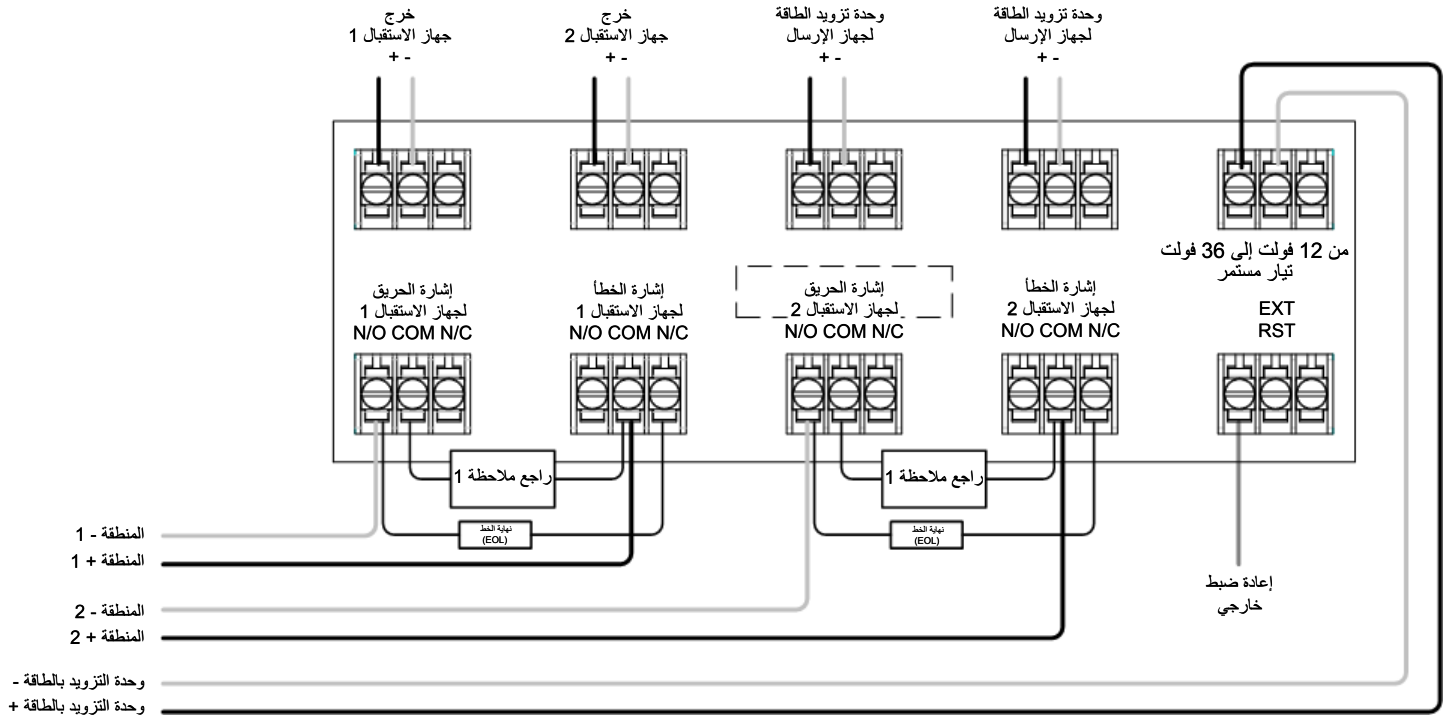 خرج
جهاز الاستقبال 1
+ -
خرج
جهاز الاستقبال 2
+ -
وحدة تزويد الطاقة
لجهاز الإرسال
+ -
وحدة تزويد الطاقة
لجهاز الإرسال
+ -
من 12 فولت إلى 36 فولت
تيار مستمر
إشارة الحريق
لجهاز الاستقبال 1
N/O COM N/C
إشارة الخطأ
لجهاز الاستقبال 1
N/O COM N/C
إشارة الحريق
لجهاز الاستقبال 2
N/O COM N/C
إشارة الخطأ
لجهاز الاستقبال 2
N/O COM N/C
EXT
RST
راجع ملاحظة 1
راجع ملاحظة 1
نهاية الخط
(EOL)
نهاية الخط
(EOL)
المنطقة - 1
المنطقة + 1
إعادة ضبط
خارجي
المنطقة - 2
المنطقة + 2
وحدة التزويد بالطاقة -
وحدة التزويد بالطاقة +